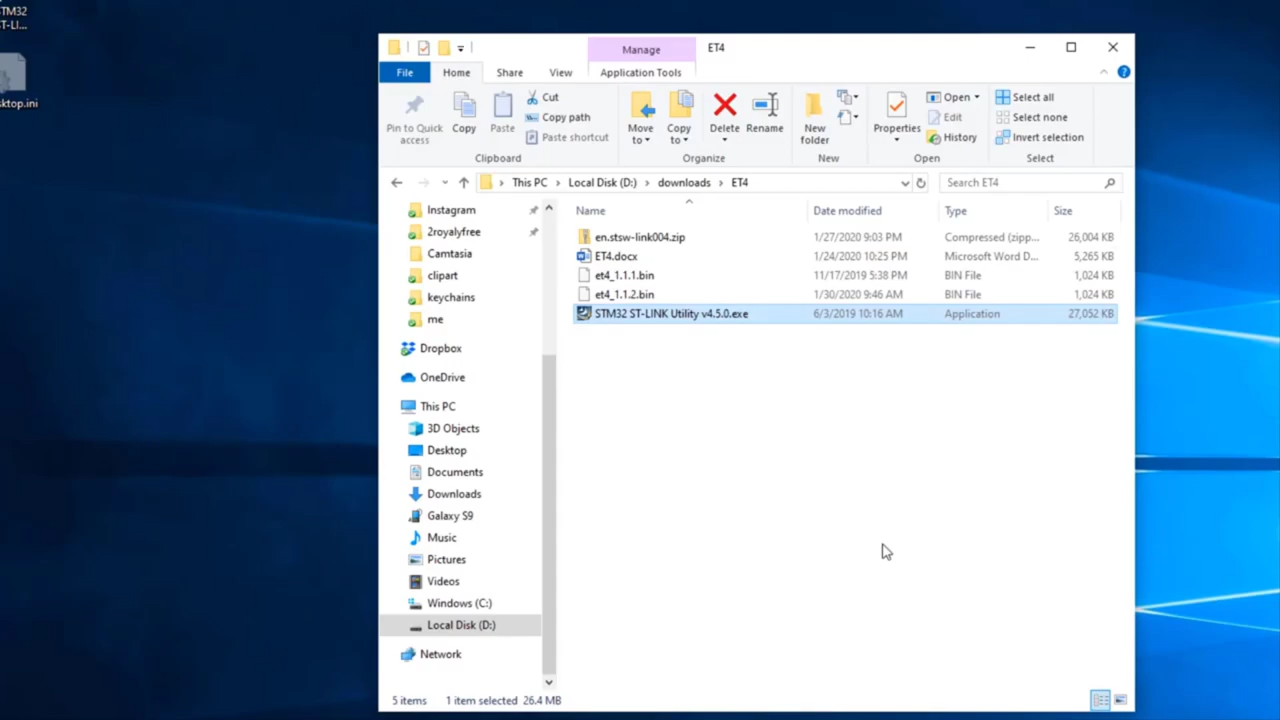 STM32
ST-LI...
ktop.ini
Manage
ET4
File
Home
Share
View
Application Tools
Pin to Quick access
Copy
Paste
Cut
Copy path
Paste shortcut
Clipboard
Move to
Copy to
Delete
Rename
Organize
New folder
New
Properties
Open
Edit
History
Open
Select all
Select none
Invert selection
Select
This PC
Local Disk (D:)
downloads
ET4
Search ET4
Instagram
2royalyfree
Camtasia
clipart
keychains
me
Dropbox
OneDrive
This PC
3D Objects
Desktop
Documents
Downloads
Galaxy S9
Music
Pictures
Videos
Windows (C:)
Local Disk (D:)
Network
Name Date modified Type Size
en.stsw-link004.zip 1/27/2020 9:03 PM Compressed (zipp... 26,004 KB
ET4.docx 1/24/2020 10:25 PM Microsoft Word D... 5,265 KB
et4_1.1.1.bin 11/17/2019 5:38 PM BIN File 1,024 KB
et4_1.1.2.bin 1/30/2020 9:46 AM BIN File 1,024 KB
STM32 ST-LINK Utility v4.5.0.exe 6/3/2019 10:16 AM Application 27,052 KB
5 items 1 item selected 26.4 MB